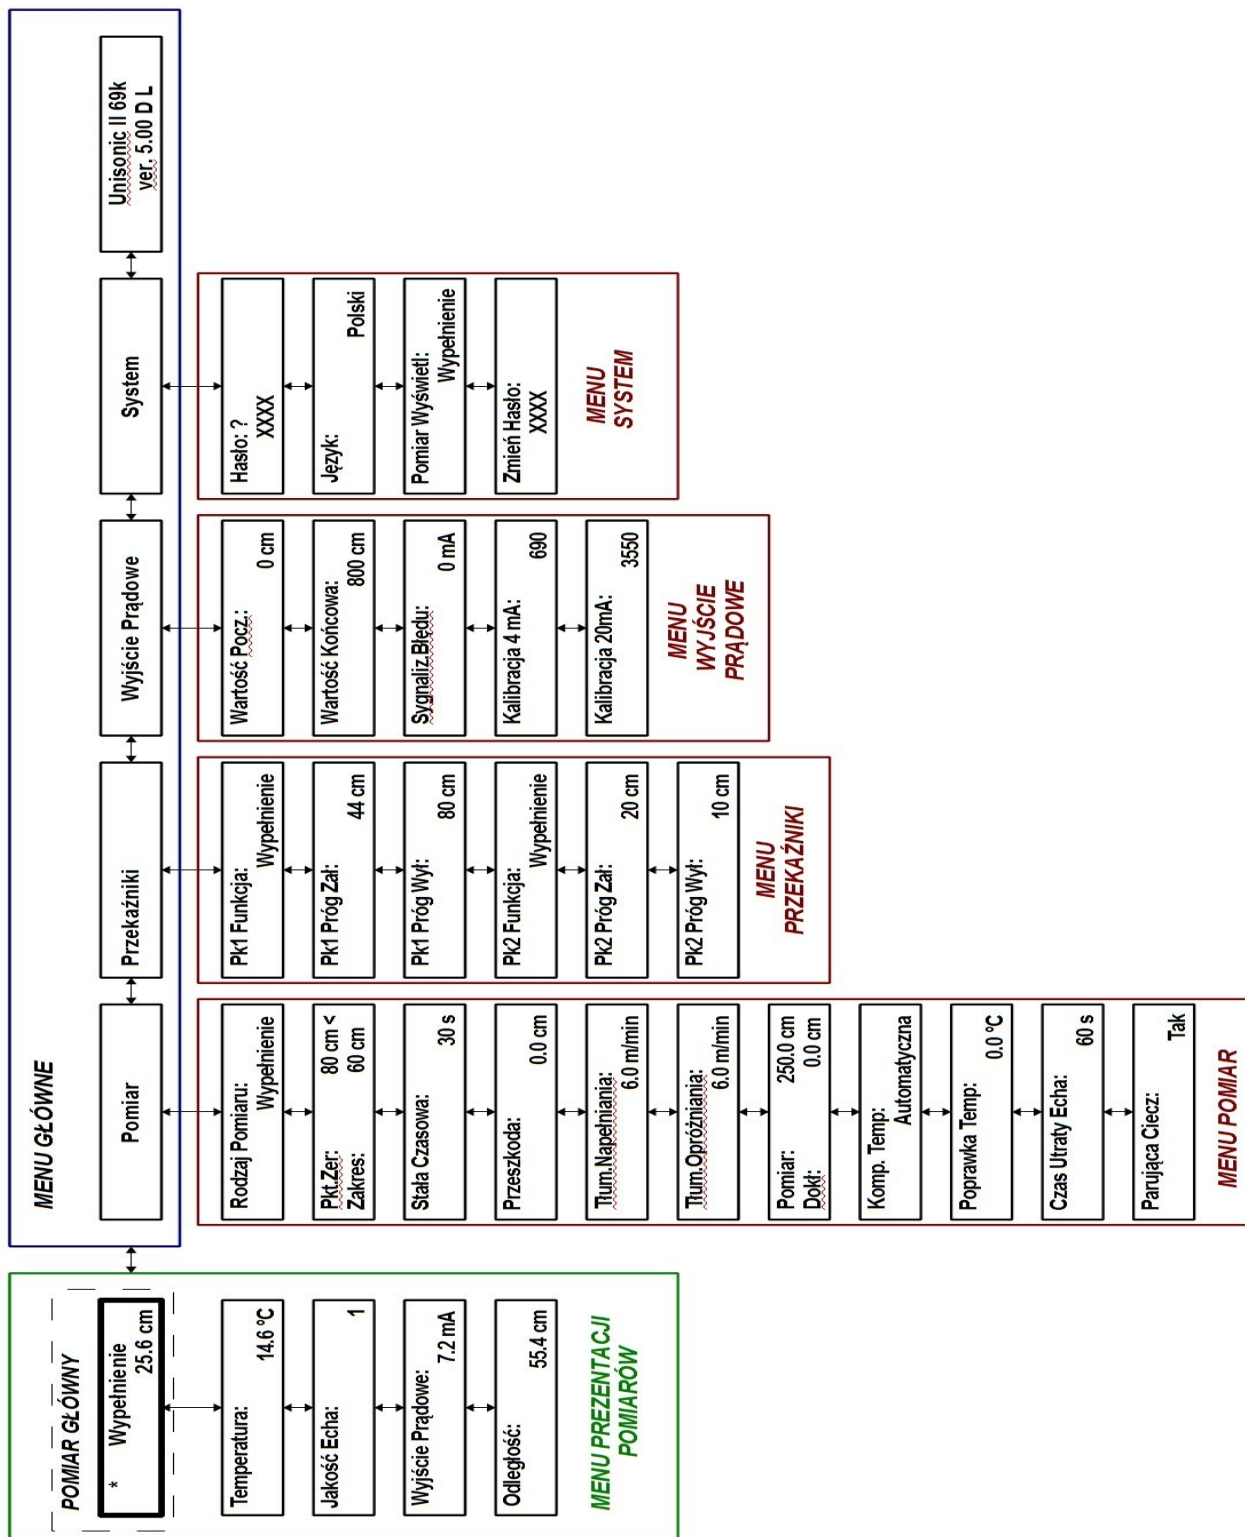 POMIAR GŁÓWNY
* Wypełnienie
25.6 cm
Temperatura:
14.6 ºC
Jakość Echa:
1
Wyjście Prądowe:
7.2 mA
Odległość:
55.4 cm
MENU PREZENTACJI
POMIARÓW
MENU GŁÓWNE
Pomiar
Przekaźniki
Wyjście Prądowe
System
Unisonic II 69k
ver. 5.00 D L
Rodzaj Pomiaru:
Wypełnienie
Pkt.Zer: 80 cm <
Zakres: 60 cm
Stała Czasowa:
30 s
Przeszkoda:
0.0 cm
Tłum.Napełniania:
6.0 m/min
Tłum.Opróżniania:
6.0 m/min
Pomiar: 250.0 cm
Dokł: 0.0 cm
Komp. Temp:
Automatyczna
Poprawka Temp:
0.0 ºC
Czas Utraty Echa:
60 s
Parująca Ciecz:
Tak
MENU POMIAR
Pk1 Funkcja:
Wypełnienie
Pk1 Próg Zał:
44 cm
Pk1 Próg Wył:
80 cm
Pk2 Funkcja:
Wypełnienie
Pk2 Próg Zał:
20 cm
Pk2 Próg Wył:
10 cm
MENU
PRZEKAŹNIKI
Wartość Pocz.:
0 cm
Wartość Końcowa:
800 cm
Sygnaliz.Błędu:
0 mA
Kalibracja 4 mA:
690
Kalibracja 20mA:
3550
MENU
WYJŚCIE
PRĄDOWE
Hasło: ?
XXXX
Język:
Polski
Pomiar Wyświetl:
Wypełnienie
Zmień Hasło:
XXXX
MENU
SYSTEM